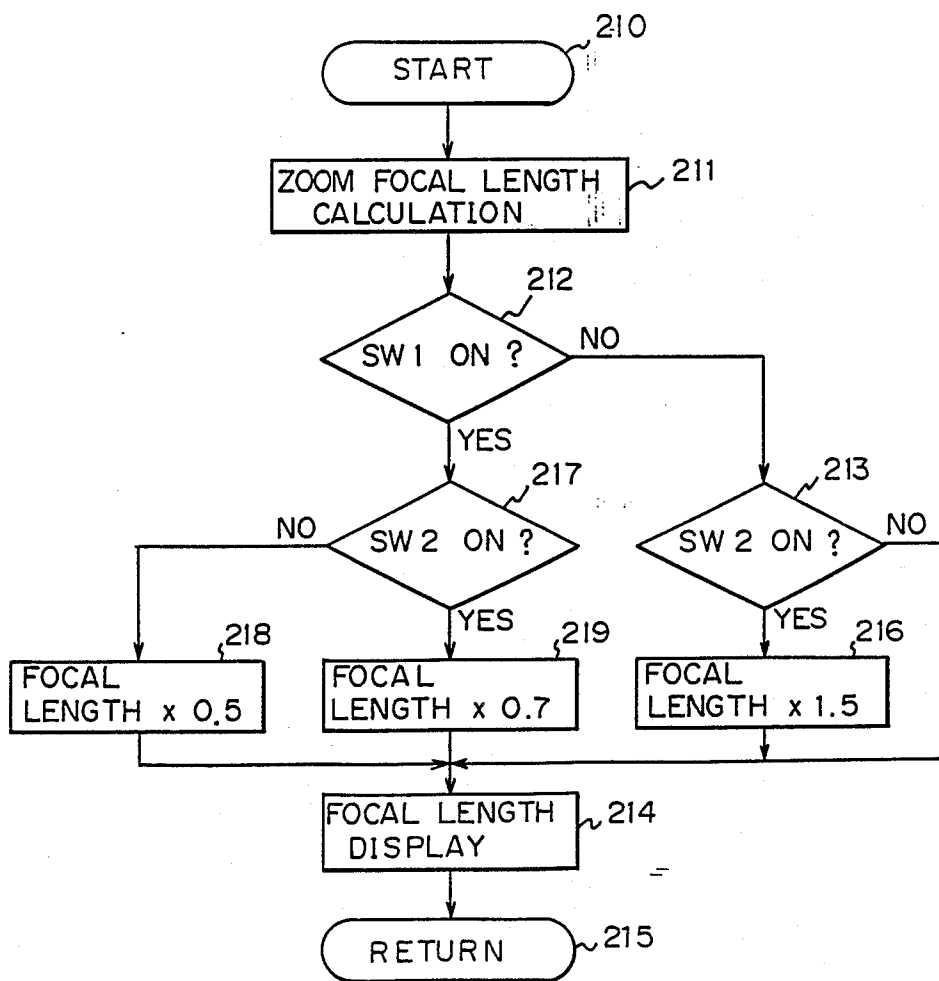 210
START
ZOOM FOCAL LENGTH
CALCULATION
211
212
SW1 ON ?
NO
YES
217
213
NO
SW2 ON ?
SW2 ON ?
NO
YES
YES
218
219
216
FOCAL
LENGTH x 0.5
FOCAL
LENGTH x 0.7
FOCAL
LENGTH x 1.5
FOCAL LENGTH
DISPLAY
214
RETURN
215